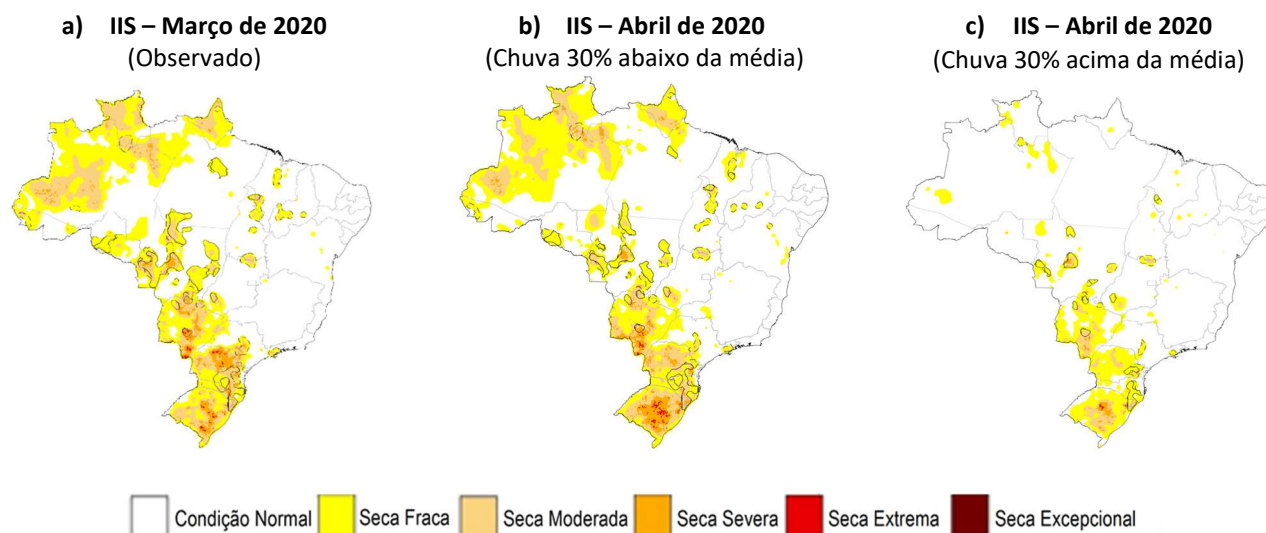 a) IIS – Março de 2020
(Observado)
b) IIS – Abril de 2020
(Chuva 30% abaixo da média)
c) IIS – Abril de 2020
(Chuva 30% acima da média)
Condição Normal
Seca Fraca
Seca Moderada
Seca Severa
Seca Extrema
Seca Excepcional